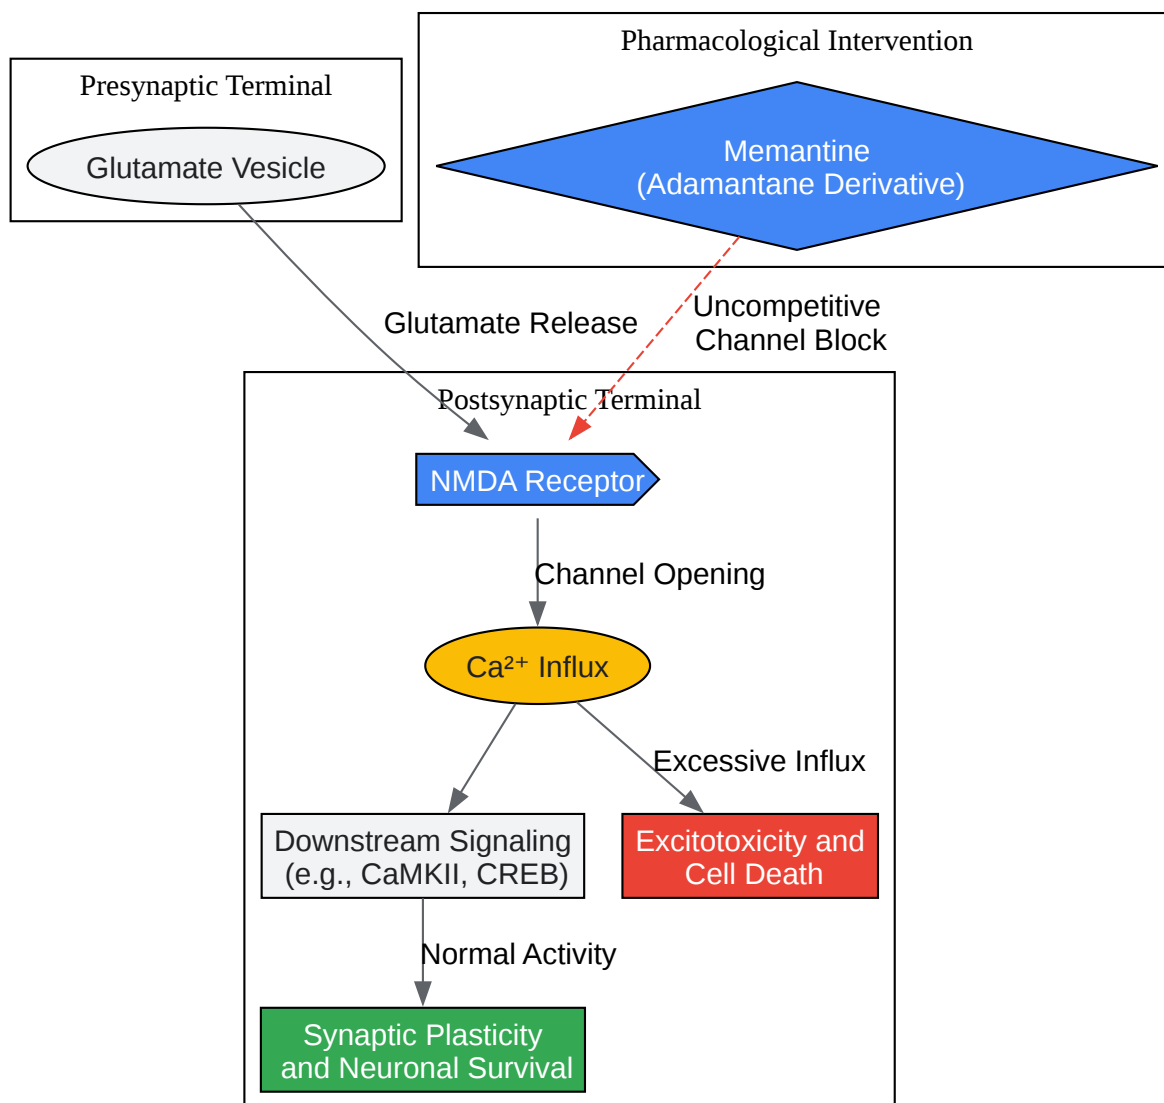 Pharmacological Intervention
Presynaptic Terminal
Glutamate Vesicle
Memantine
(Adamantane Derivative)
Glutamate Release
Uncompetitive
Channel Block
Postsynaptic Terminal
NMDA Receptor
Channel Opening
Ca²⁺ Influx
Excessive Influx
Downstream Signaling
(e.g., CaMKII, CREB)
Excitotoxicity and
Cell Death
Normal Activity
Synaptic Plasticity
and Neuronal Survival